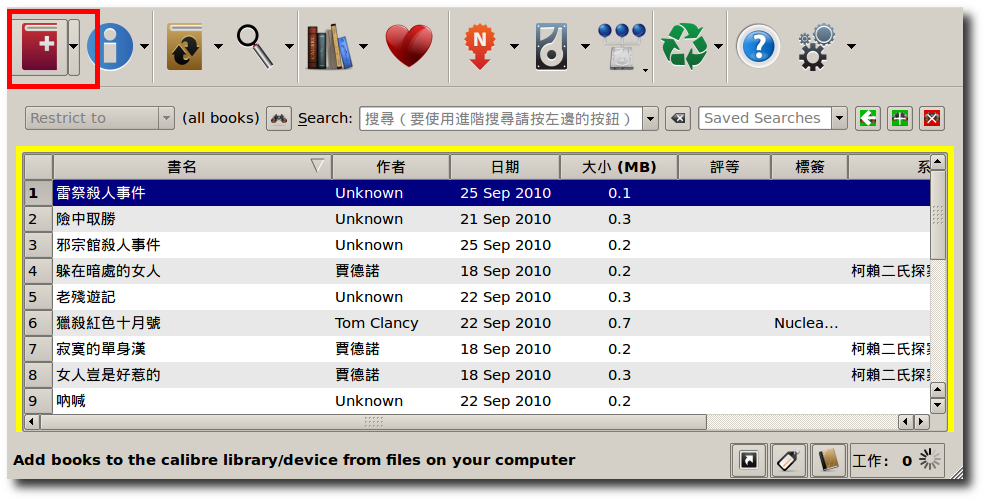 N
Restrict to (all books) Search: 搜尋（要使用進階搜尋請按左邊的按鈕） Saved Searches
書名 作者 日期 大小 (MB) 評等 標簽 系
1 雷祭殺人事件 Unknown 25 Sep 2010 0.1
2 險中取勝 Unknown 21 Sep 2010 0.3
3 邪宗館殺人事件 Unknown 25 Sep 2010 0.2
4 躲在暗處的女人 賈德諾 18 Sep 2010 0.2 柯賴二氏探案
5 老殘遊記 Unknown 22 Sep 2010 0.3
6 獵殺紅色十月號 Tom Clancy 22 Sep 2010 0.7 Nuclea...
7 寂寞的單身漢 賈德諾 18 Sep 2010 0.2 柯賴二氏探案
8 女人豈是好惹的 賈德諾 18 Sep 2010 0.3 柯賴二氏探案
9 吶喊 Unknown 22 Sep 2010 0.2
Add books to the calibre library/device from files on your computer 工作： 0